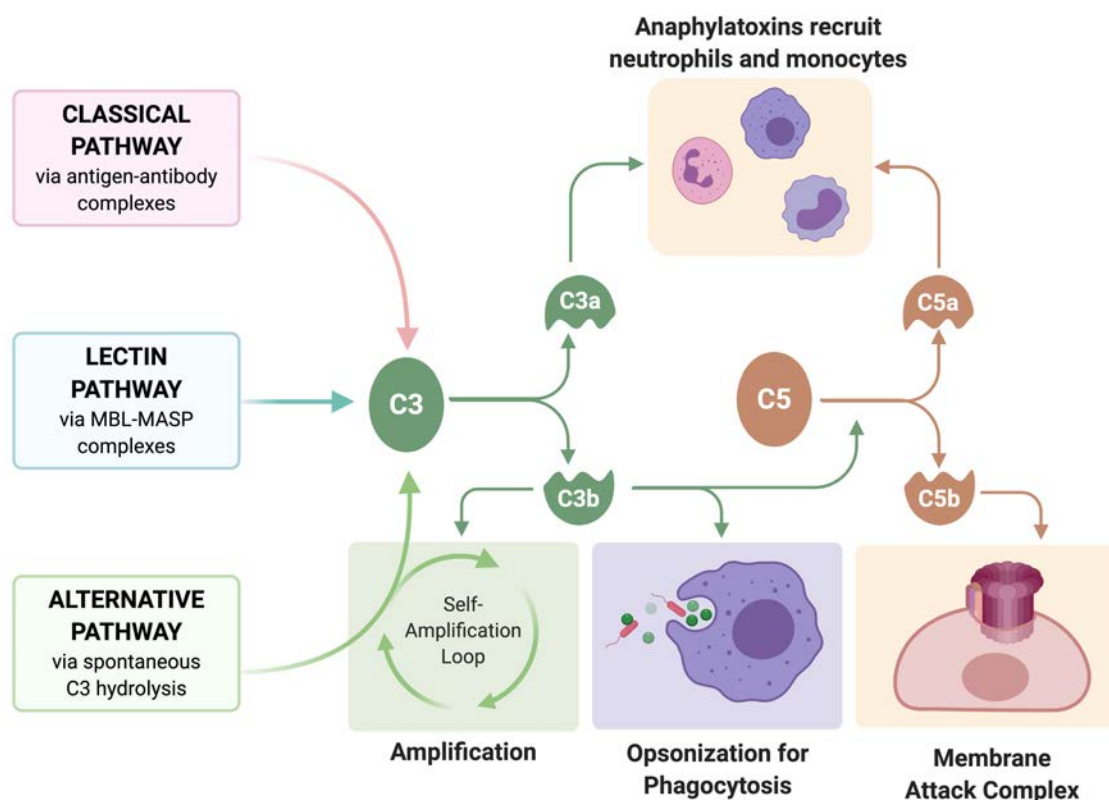 Anaphylatoxins recruit
neutrophils and monocytes
CLASSICAL
PATHWAY
via antigen-antibody
complexes
LECTIN
PATHWAY
via MBL-MASP
complexes
ALTERNATIVE
PATHWAY
via spontaneous
C3 hydrolysis
C3
C3a
C3b
C5
C5a
C5b
Self-
Amplification
Loop
Amplification
Opsonization for
Phagocytosis
Membrane
Attack Complex